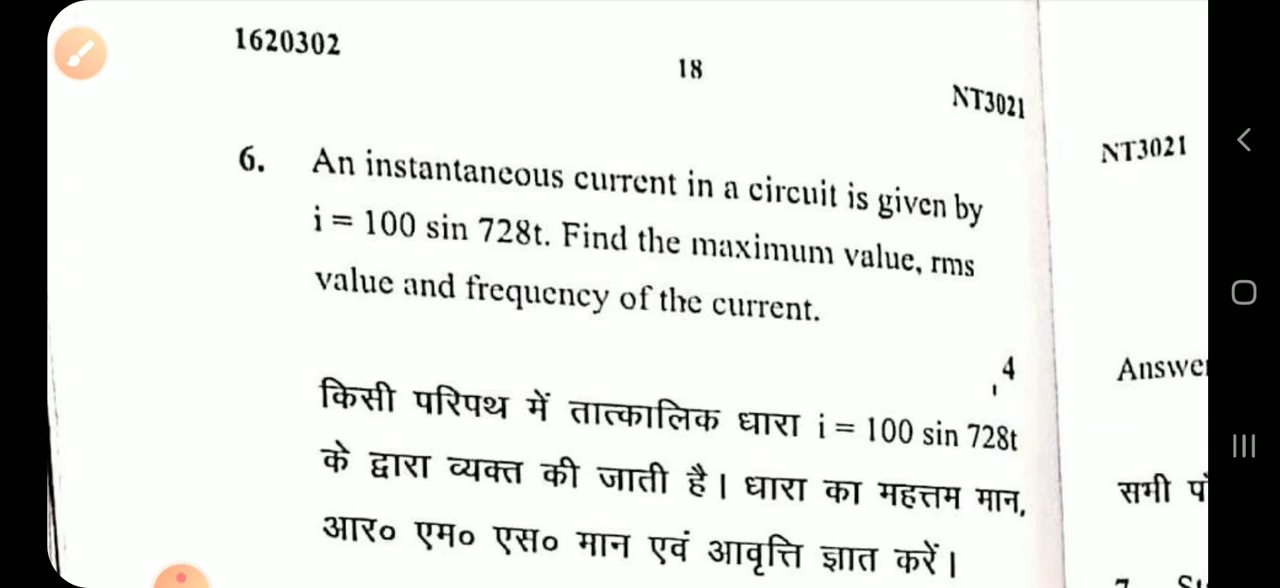 1620302
18
NT3021
6. An instantaneous current in a circuit is given by
i = 100 sin 728t. Find the maximum value, rms
value and frequency of the current.
4
किसी परिपथ में तात्कालिक धारा i = 100 sin 728t
के द्वारा व्यक्त की जाती है। धारा का महत्तम मान,
आर० एम० एस० मान एवं आवृत्ति ज्ञात करें।
NT3021
सभी